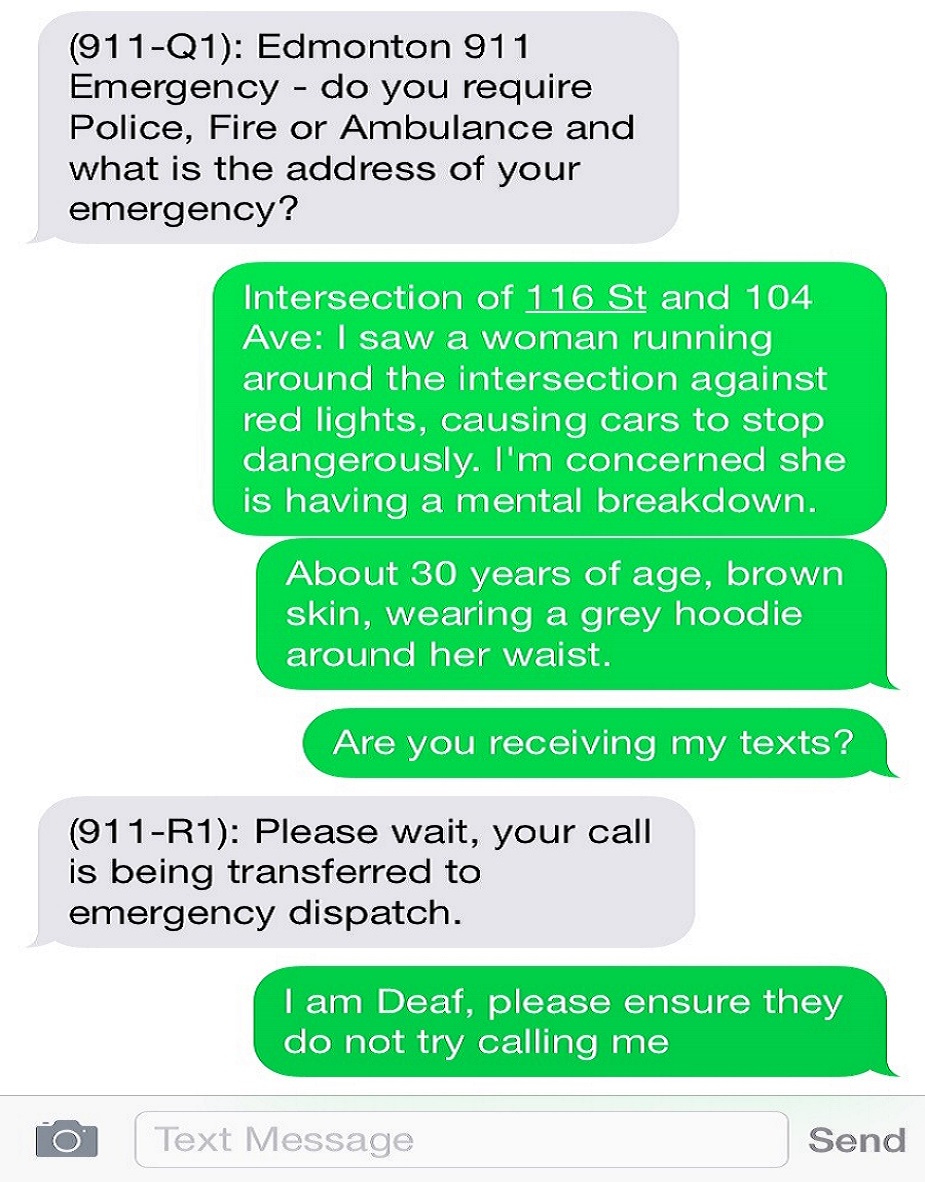 (911-Q1): Edmonton 911
Emergency - do you require
Police, Fire or Ambulance and
what is the address of your
emergency?
Intersection of 116 St and 104
Ave: I saw a woman running
around the intersection against
red lights, causing cars to stop
dangerously. I'm concerned she
is having a mental breakdown.
About 30 years of age, brown
skin, wearing a grey hoodie
around her waist.
Are you receiving my texts?
(911-R1): Please wait, your call
is being transferred to
emergency dispatch.
I am Deaf, please ensure they
do not try calling me
Text Message
Send